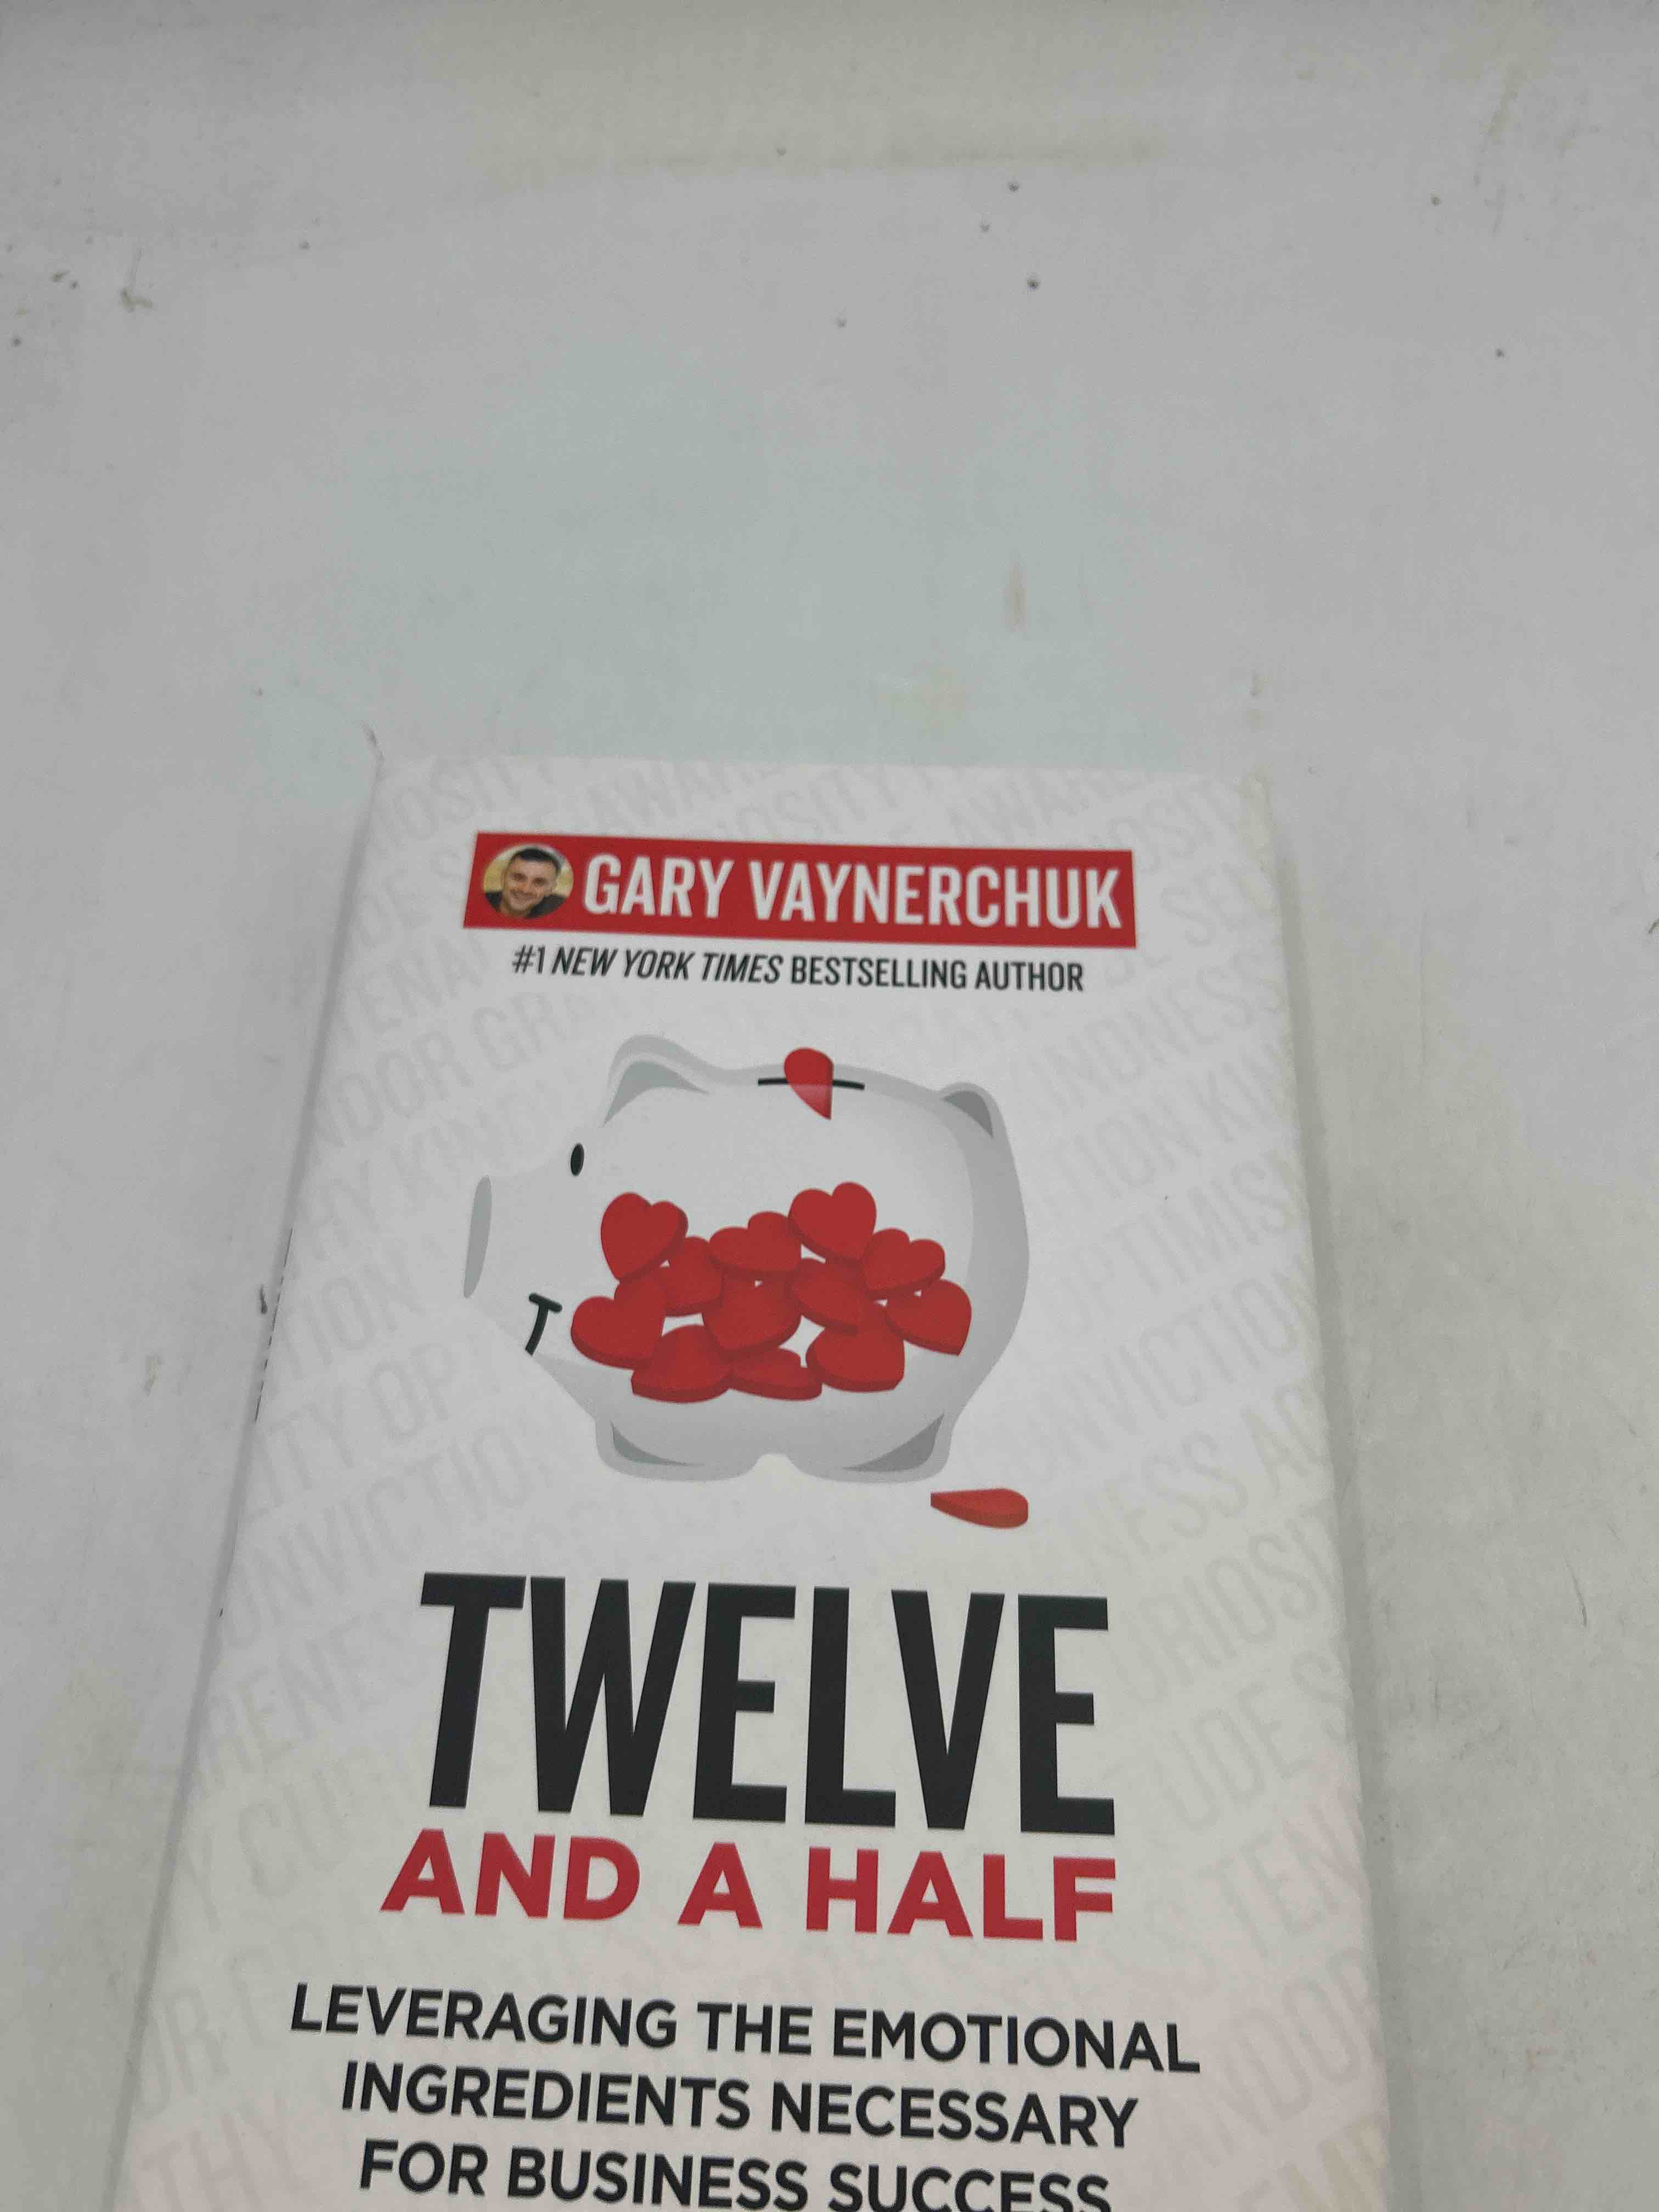 GARY VAYNERCHUK
#1 NEW YORK TIMES BESTSELLING AUTHOR
TWELVE
AND A HALF
LEVERAGING THE EMOTIONAL
INGREDIENTS NECESSARY
FOR BUSINESS SUCCESS